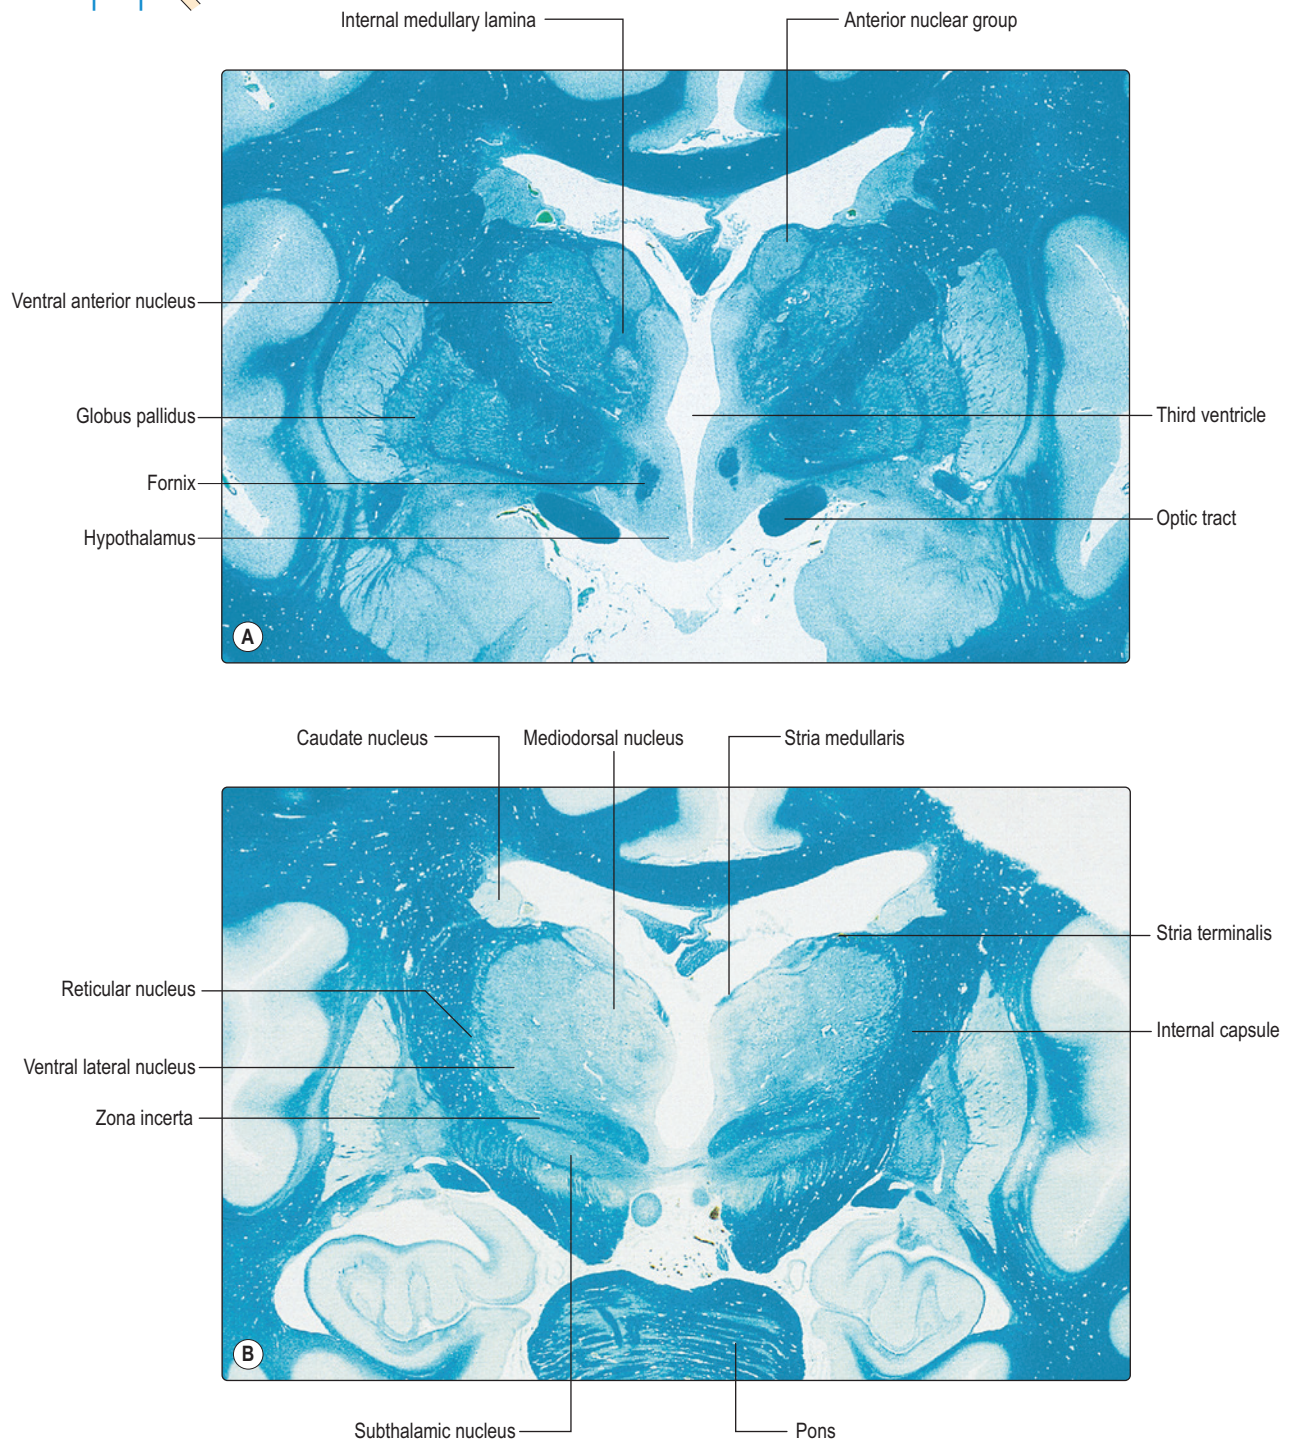 Internal medullary lamina
Anterior nuclear group
Ventral anterior nucleus
Globus pallidus
Third ventricle
Fornix
Optic tract
Hypothalamus
A
Caudate nucleus
Mediodorsal nucleus
Stria medullaris
Stria terminalis
Reticular nucleus
Internal capsule
Ventral lateral nucleus
Zona incerta
B
Subthalamic nucleus
Pons